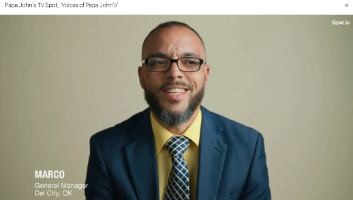 Papa John's TV Spot, 'Voices of Papa John's'
iSpot.tv
MARCO
General Manager
Del City, OK